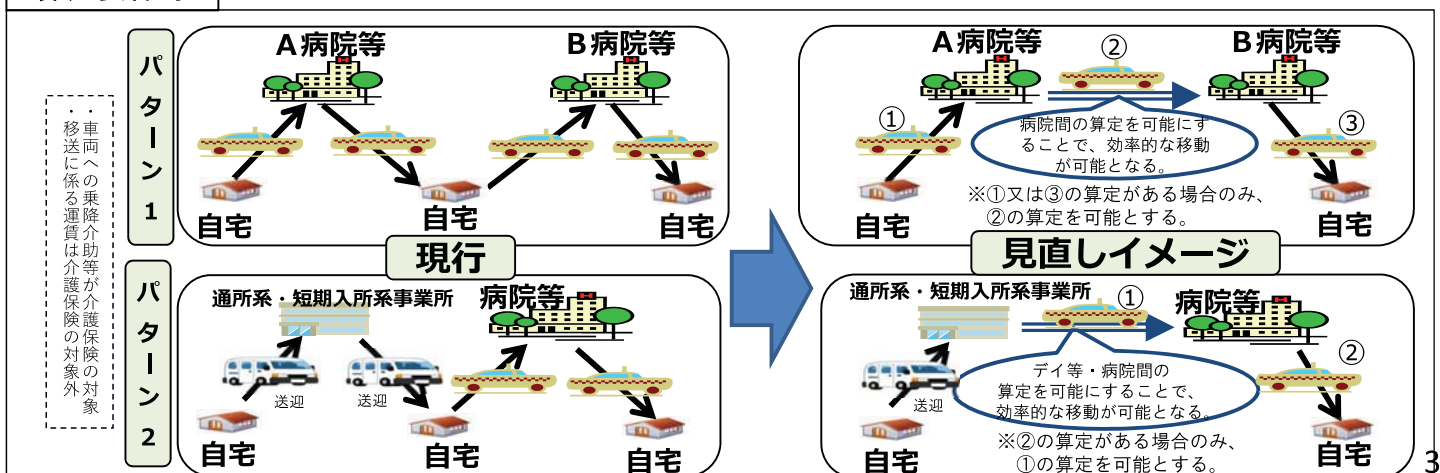 ・車両への乗降介助等が介護保険の対象
・移送に係る運賃は介護保険の対象外
パターン1
A病院等
B病院等
自宅
自宅
自宅
現行
パターン2
通所系・短期入所系事業所
病院等
送迎
送迎
自宅
自宅
自宅
A病院等
②
B病院等
①
③
病院間の算定を可能にす
ることで、効率的な移動
が可能となる。
※①又は③の算定がある場合のみ、
②の算定を可能とする。
自宅
自宅
見直しイメージ
通所系・短期入所系事業所
①
病院等
②
デイ等・病院間の
算定を可能にすることで、
効率的な移動が可能となる。
送迎
※②の算定がある場合のみ、
①の算定を可能とする。
自宅
自宅
3